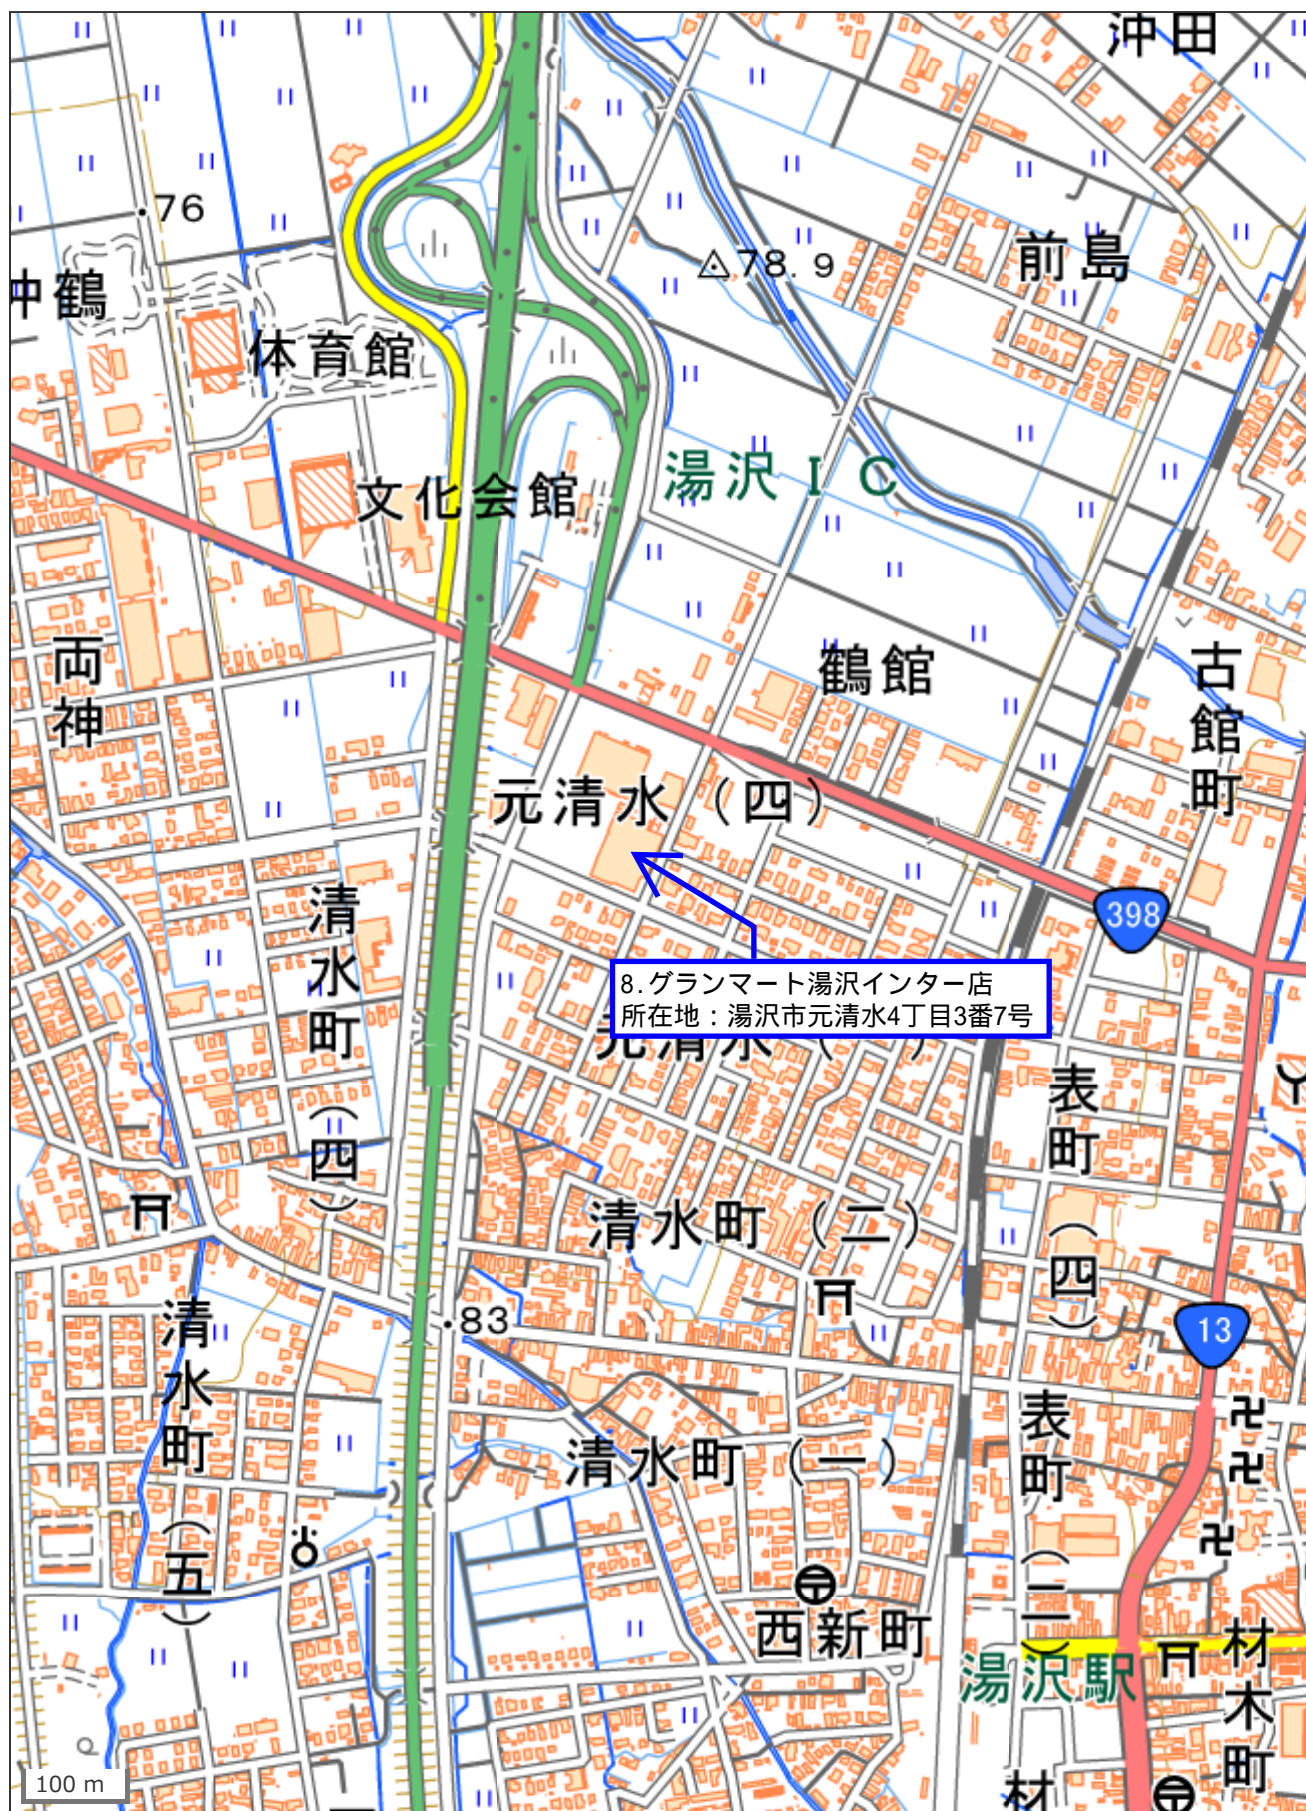 沖田
76
前島
78.9
沖鶴
体育館
湯沢IC
文化会館
両神
鶴館
古館町
元清水（四）
清水町（四）
398
8.グランマート湯沢インター店
所在地：湯沢市元清水4丁目3番7号
表町（四）
清水町（二）
83
13
清水町（五）
清水町（一）
表町（二）
西新町
湯沢駅
材木町
100 m
材